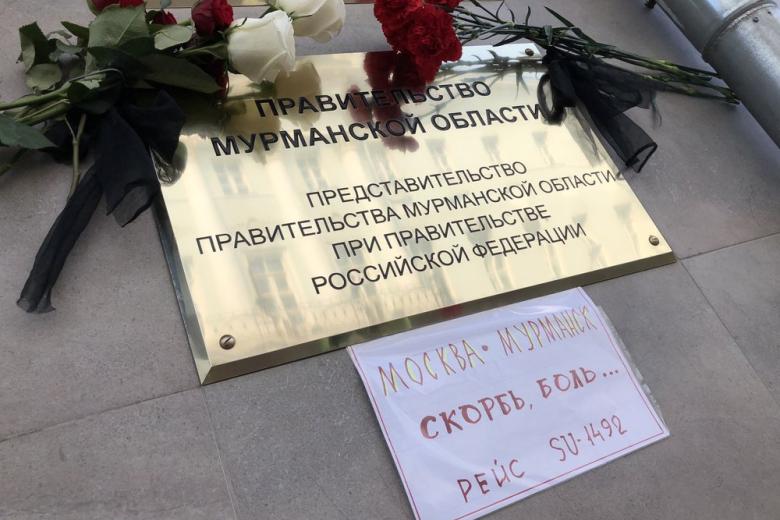 ПРАВИТЕЛЬСТВО
МУРМАНСКОЙ ОБЛАСТИ
ПРЕДСТАВИТЕЛЬСТВО
ПРАВИТЕЛЬСТВА МУРМАНСКОЙ ОБЛАСТИ
ПРИ ПРАВИТЕЛЬСТВЕ
РОССИЙСКОЙ ФЕДЕРАЦИИ
МОСКВА-МУРМАНСК
СКОРБЬ, БОЛЬ...
РЕЙС SU-1492